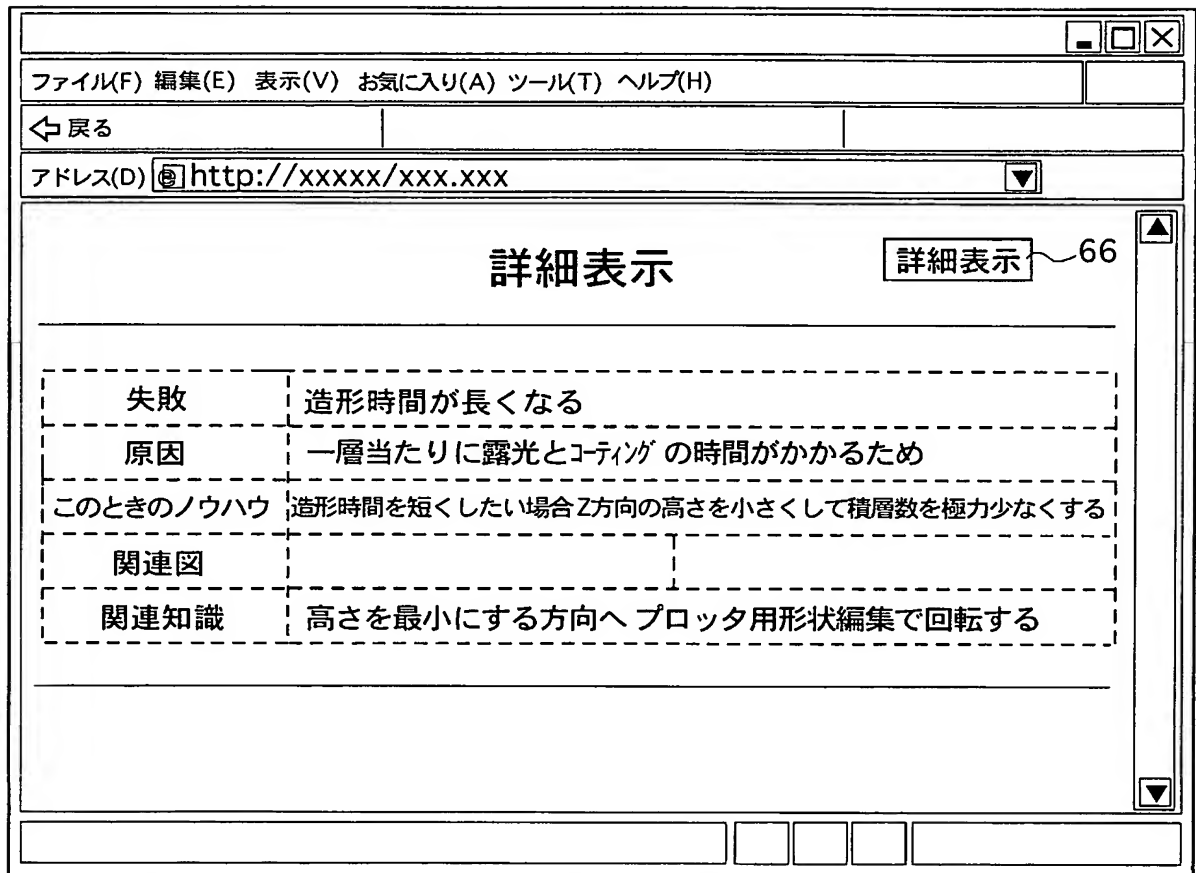 ファイル(F) 編集(E) 表示(V) お気に入り(A) ツール(T) ヘルプ(H)
戻る
アドレス(D) http://xxxxx/xxx.xxx
詳細表示 詳細表示 66
失敗 造形時間が長くなる
原因 一層当たりに露光とコーティングの時間がかかるため
このときのノウハウ 造形時間を短くしたい場合Z方向の高さを小さくして積層数を極力少なくする
関連図
関連知識 高さを最小にする方向へ プロッタ用形状編集で回転する